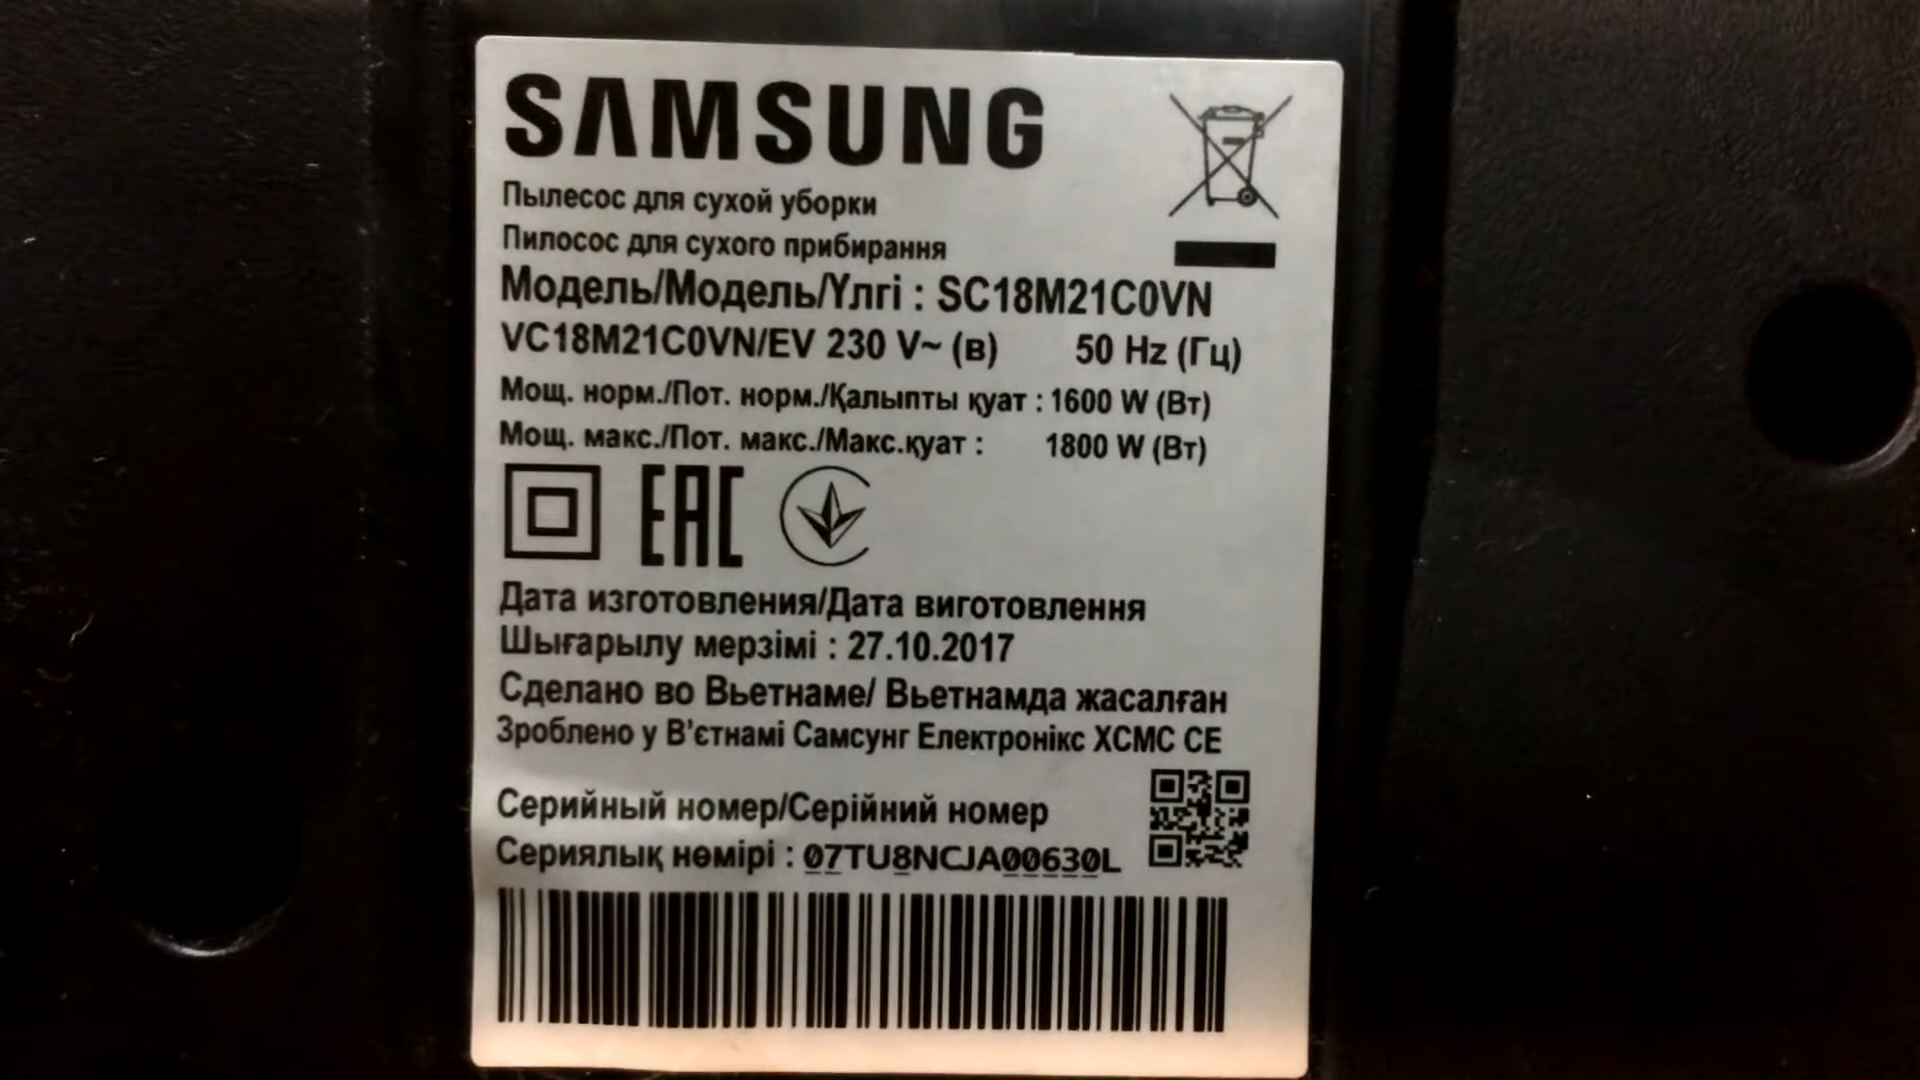 SAMSUNG
Пылесос для сухой уборки
Пилосос для сухого прибирання
Модель/Модель/Үлгі : SC18M21C0VN
VC18M21C0VN/EV 230 V~ (в) 50 Hz (Гц)
Мощ. норм./Пот. норм./Қалыпты қуат : 1600 W (Вт)
Мощ. макс./Пот. макс./Макс.қуат : 1800 W (Вт)
EAC
Дата изготовления/Дата виготовлення
Шығарылу мерзімі : 27.10.2017
Сделано во Вьетнаме/ Вьетнамда жасалған
Зроблено у В'єтнамі Самсунг Електронікс ХСМС СЕ
Серийный номер/Серійний номер
Сериялық нөмірі : 07TU8NCJA00630L